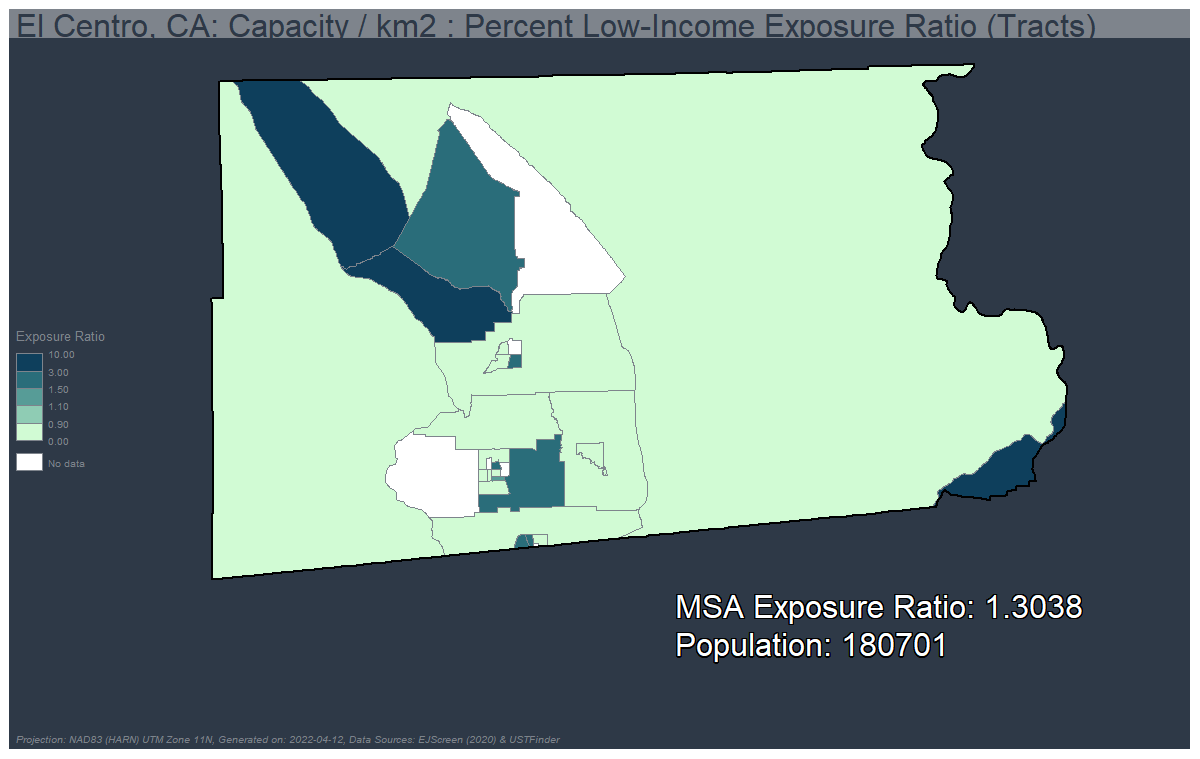 El Centro, CA: Capacity / km2 : Percent Low-Income Exposure Ratio (Tracts)
Exposure Ratio
10.00
3.00
1.50
1.10
0.90
0.00
No data
MSA Exposure Ratio: 1.3038
Population: 180701
Projection: NAD83 (HARN) UTM Zone 11N, Generated on: 2022-04-12, Data Sources: EJScreen (2020) & USTFinder